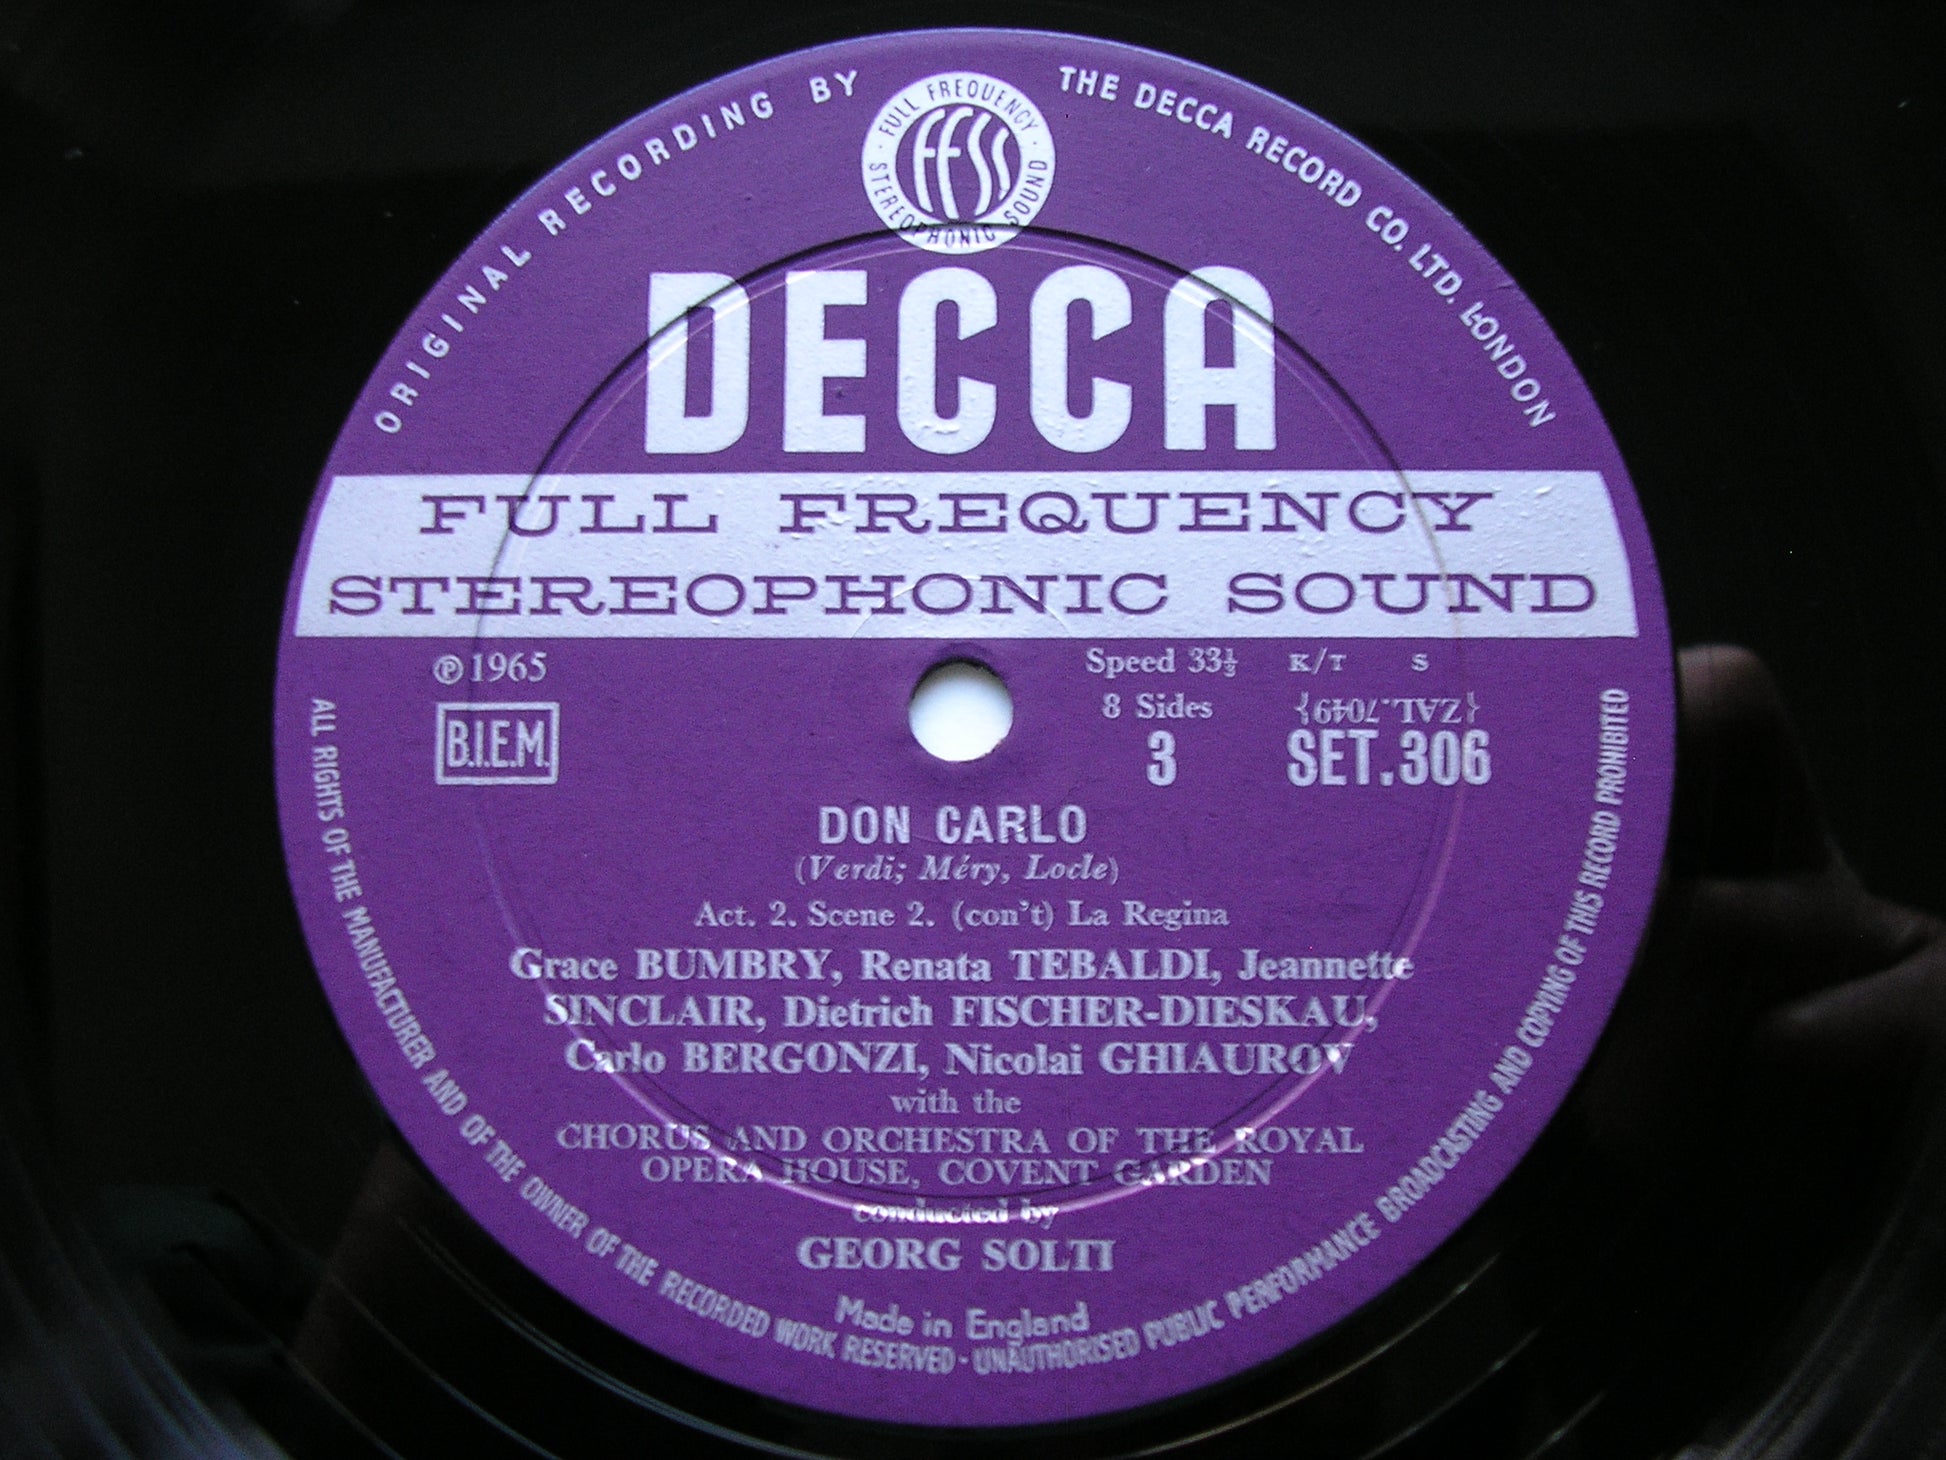 ORIGINAL RECORDING BY THE DECCA RECORD CO. LTD. LONDON
FULL FREQUENCY
STEREOPHONIC SOUND
FFSS
DECCA
FULL FREQUENCY
STEREOPHONIC SOUND
℗ 1965
B.I.E.M.
Speed 33⅓ K/T S
8 Sides {ZAL.7049}
3 SET.306
DON CARLO
(Verdi; Méry, Locle)
Act. 2. Scene 2. (con't) La Regina
Grace BUMBRY, Renata TEBALDI, Jeannette
SINCLAIR, Dietrich FISCHER-DIESKAU,
Carlo BERGONZI, Nicolai GHIAUROV
with the
CHORUS AND ORCHESTRA OF THE ROYAL
OPERA HOUSE, COVENT GARDEN
conducted by
GEORG SOLTI
Made in England
ALL RIGHTS OF THE MANUFACTURER AND OF THE OWNER OF THE RECORDED WORK RESERVED - UNAUTHORISED PUBLIC PERFORMANCE BROADCASTING AND COPYING OF THIS RECORD PROHIBITED